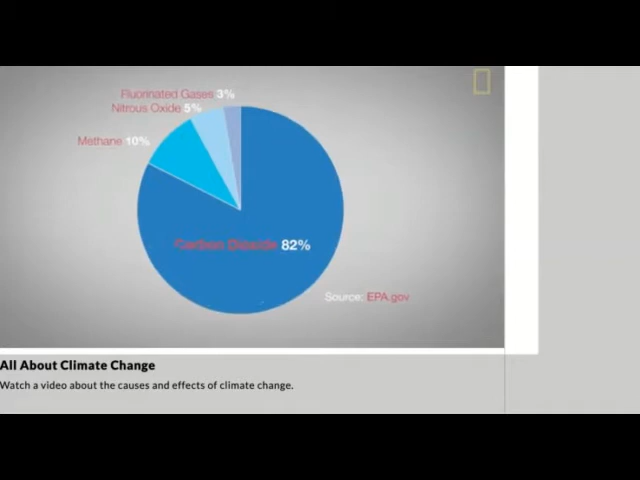 Fluorinated Gases 3%
Nitrous Oxide 5%
Methane 10%
Carbon Dioxide 82%
Source: EPA.gov
All About Climate Change
Watch a video about the causes and effects of climate change.